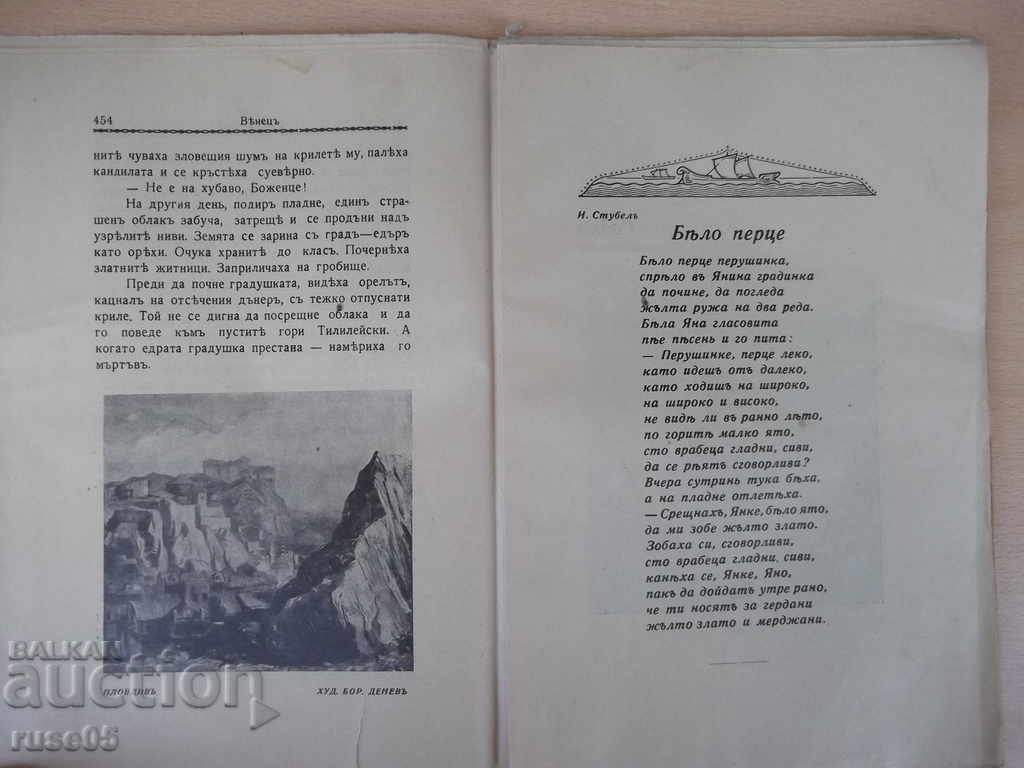 454
Вѣнецъ
нитѣ чуваха зловещия шумъ на крилетѣ му, палѣха
кандилата и се кръстѣха суевѣрно.
— Не е на хубаво, Боженце!
На другия день, подир пладне, единъ стра-
шенъ облак забуча, затрещѣ и се продъни надъ
узрѣлитѣ ниви. Земята се зарина съ градъ—едъръ
като орѣхи. Очука хранитѣ до класъ. Почернѣха
златнитѣ житници. Заприличаха на гробище.
Преди да почне градушката, видѣха орелътъ,
кацналъ на отсѣчения дънеръ, съ тежко отпуснати
криле. Той не се дигна да посрещне облака и да
го поведе къмъ пуститѣ гори Тилилейски. А
когато едрата градушка престана — намѣриха го
мъртъвъ.
ПЛОВДИВЪ
ХУД. БОР. ДЕНЕВЪ
И. Стубелъ
Бѣло перце
Бѣло перце перушинка,
спрѣло въ Янина градинка
да почине, да погледа
жълта ружа на два реда.
Бѣла Яна гласовита
пѣе пѣсень и го пита:
— Перушинке, перце леко,
като идешъ отъ далеко,
като ходишъ на широко,
на широко и високо,
не видѣ ли въ ранно лѣто,
по горитѣ малко ято,
сто врабеца гладни, сиви,
да се рѣятъ сговорливи?
Вчера сутринь тука бѣха,
а на пладне отлетѣха.
— Срещнахъ, Янке, бѣло ято,
да ми зобе жълто злато.
Зобаха си, сговорливи,
сто врабеца гладни, сиви,
канѣха се, Янке, Яно,
пакъ да дойдатъ утре рано,
че ти носятъ за гердани
жълто злато и мерджани.
BALKAN
auction
ruse05